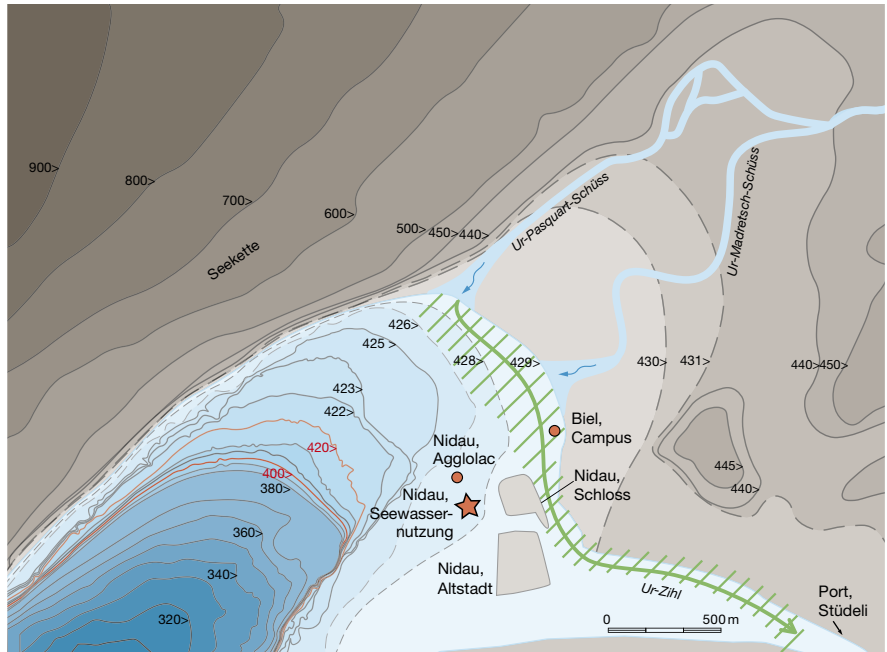 900>
800>
700>
600>
500>
450>
440>
Seekette
Ur-Pasquart-Schüss
Ur-Madretsch-Schüss
426>
425>
428>
429>
430>
431>
440>
450>
423>
422>
420>
400>
380>
360>
340>
320>
445>
440>
Biel,
Campus
Nidau,
Agglolac
Nidau,
Schloss
Nidau,
Seewasser-
nutzung
Nidau,
Altstadt
Ur-Zihl
Port,
Stüdeli
0 500 m